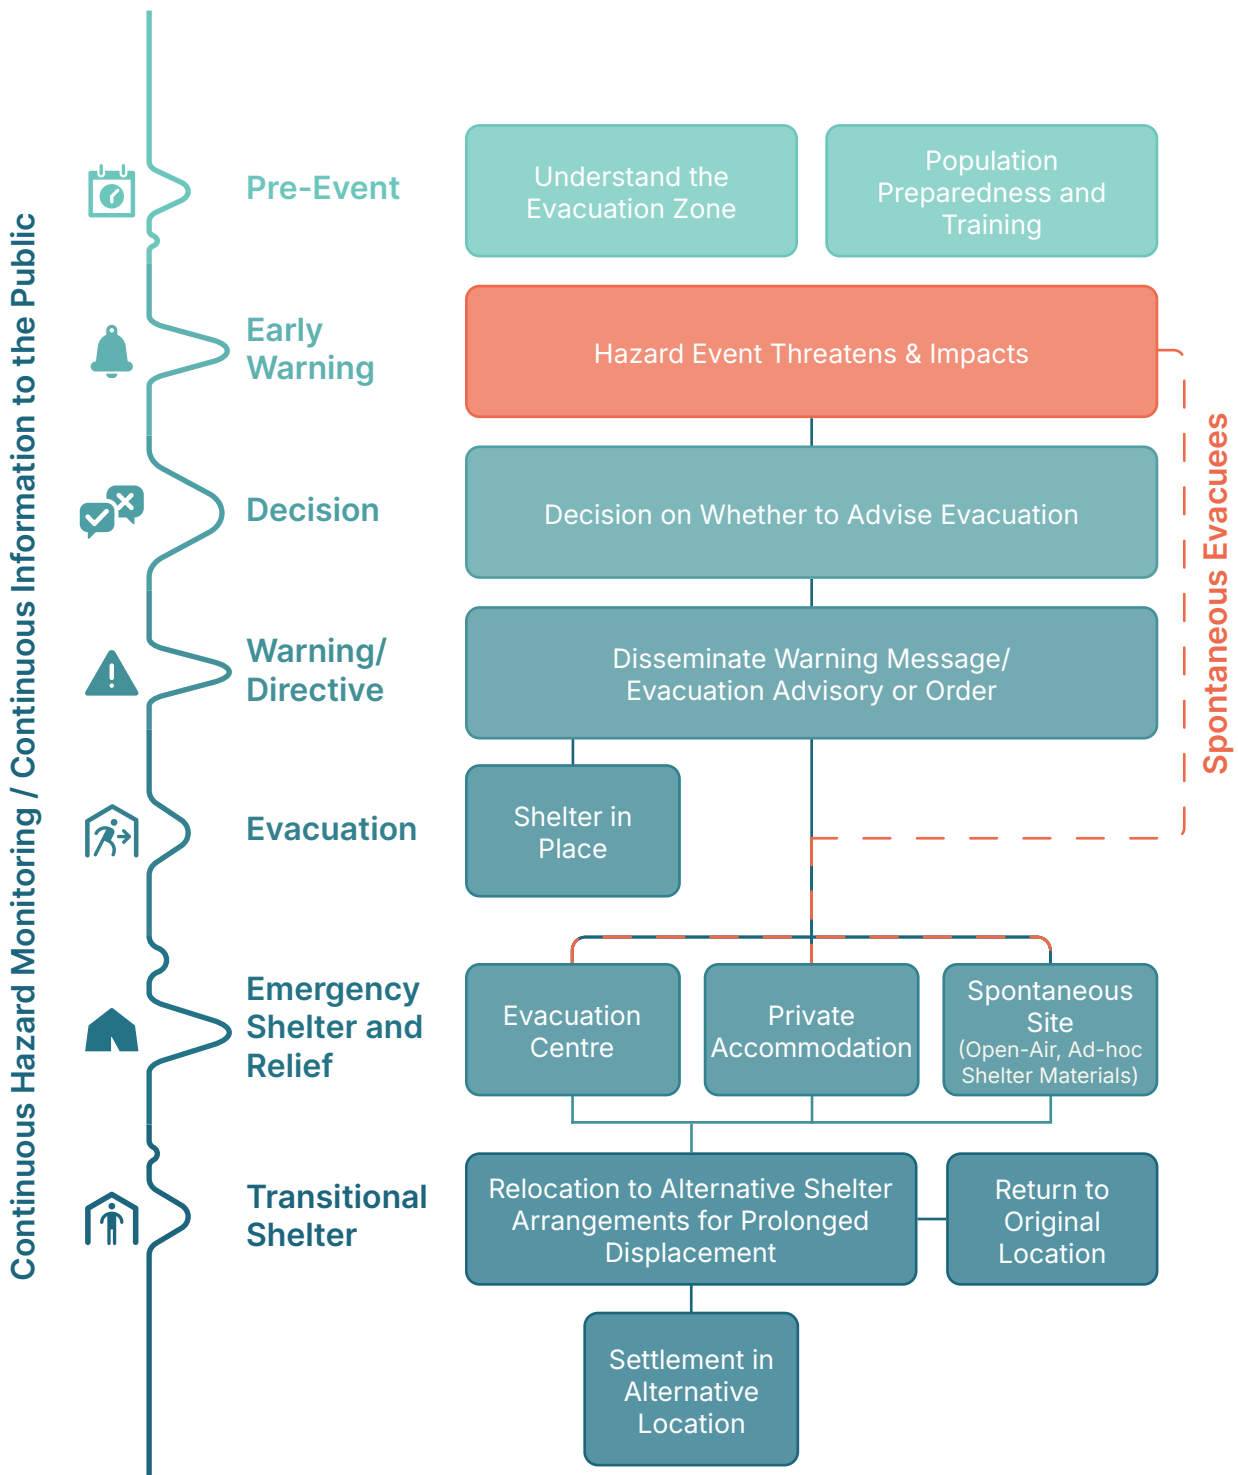 Continuous Hazard Monitoring / Continuous Information to the Public
Pre-Event
Understand the
Evacuation Zone
Population
Preparedness and
Training
Early
Warning
Hazard Event Threatens & Impacts
Spontaneous Evacuees
Decision
Decision on Whether to Advise Evacuation
Warning/
Directive
Disseminate Warning Message/
Evacuation Advisory or Order
Evacuation
Shelter in
Place
Emergency
Shelter and
Relief
Evacuation
Centre
Private
Accommodation
Spontaneous
Site
(Open-Air, Ad-hoc
Shelter Materials)
Transitional
Shelter
Relocation to Alternative Shelter
Arrangements for Prolonged
Displacement
Return to
Original
Location
Settlement in
Alternative
Location